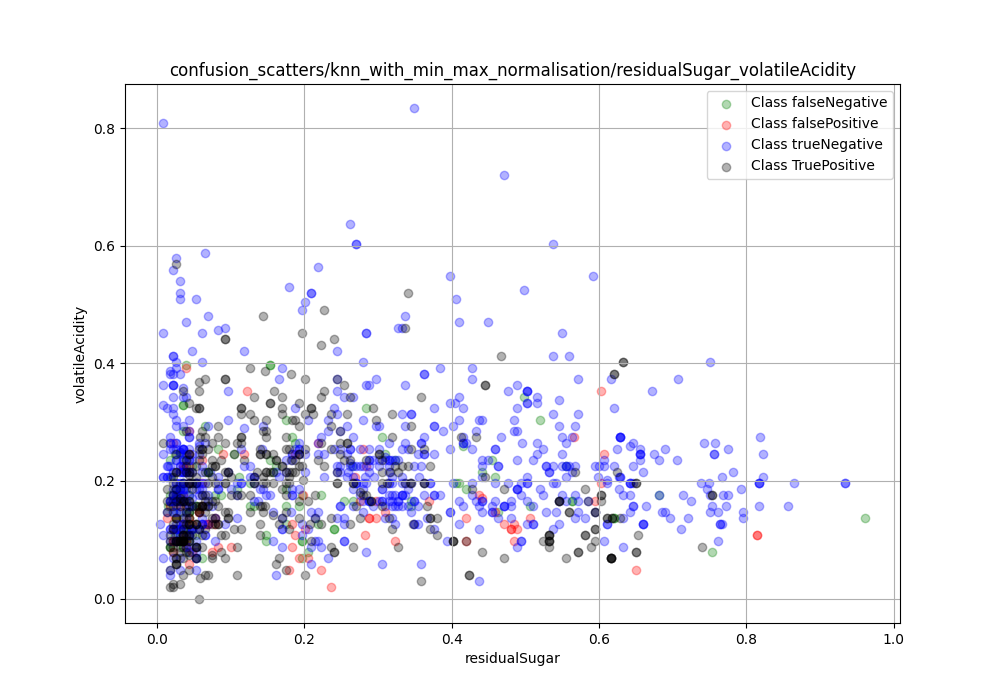 confusion_scatters/knn_with_min_max_normalisation/residualSugar_volatileAcidity
Class falseNegative
Class falsePositive
Class trueNegative
Class TruePositive
0.8
0.6
0.4
0.2
0.0
volatileAcidity
0.0 0.2 0.4 0.6 0.8 1.0
residualSugar